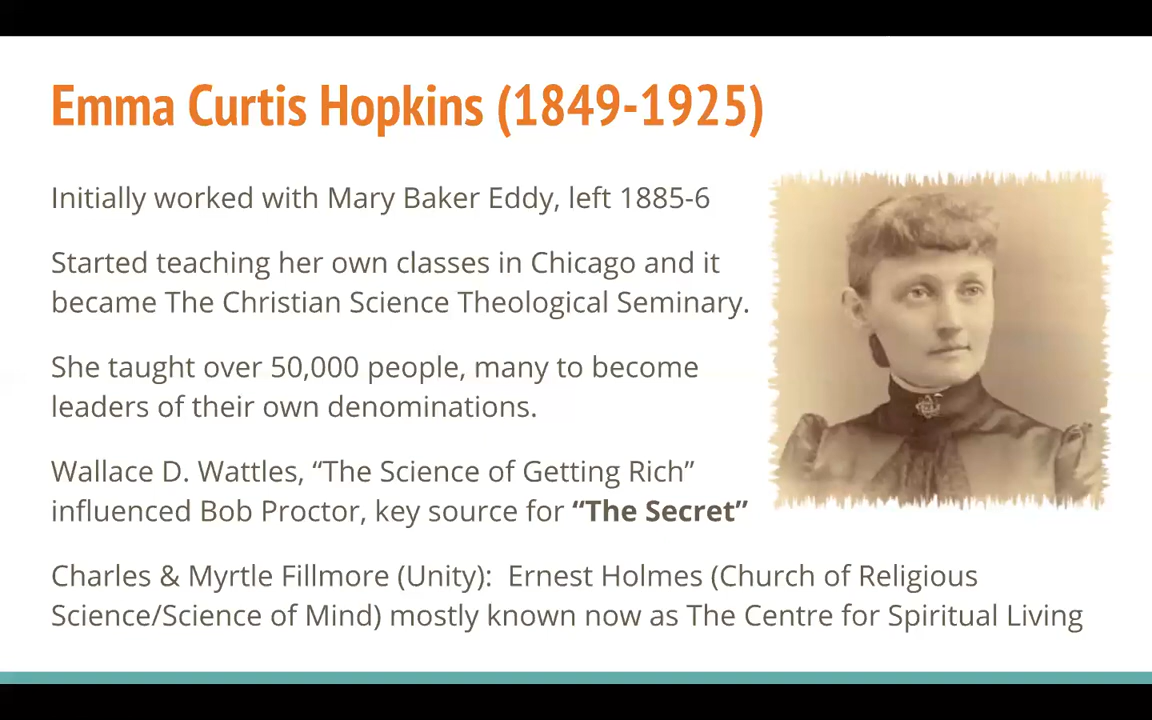 Emma Curtis Hopkins (1849-1925)
Initially worked with Mary Baker Eddy, left 1885-6
Started teaching her own classes in Chicago and it
became The Christian Science Theological Seminary.
She taught over 50,000 people, many to become
leaders of their own denominations.
Wallace D. Wattles, “The Science of Getting Rich”
influenced Bob Proctor, key source for “The Secret”
Charles & Myrtle Fillmore (Unity):  Ernest Holmes (Church of Religious
Science/Science of Mind) mostly known now as The Centre for Spiritual Living